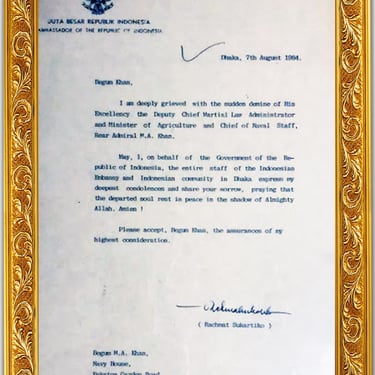 DUTA BESAR REPUBLIK INDONESIA
AMBASSADOR OF THE REPUBLIC OF INDONESIA
Dhaka, 7th August 1984.
Begum Khan,
I am deeply grieved with the sudden demise of His
Excellency the Deputy Chief Martial Law Administrator
and Minister of Agriculture and Chief of Naval Staff,
Rear Admiral M.A. Khan.
May, I, on behalf of the Government of the Re-
public of Indonesia, the entire staff of the Indonesian
Embassy and Indonesian community in Dhaka express my
deepest condolences and share your sorrow, praying that
the departed soul rest in peace in the shadow of Almighty
Allah. Amien !
Please accept, Begum Khan, the assurances of my
highest consideration.
( Rachmat Sukartiko )
Begum M.A. Khan,
Navy House,